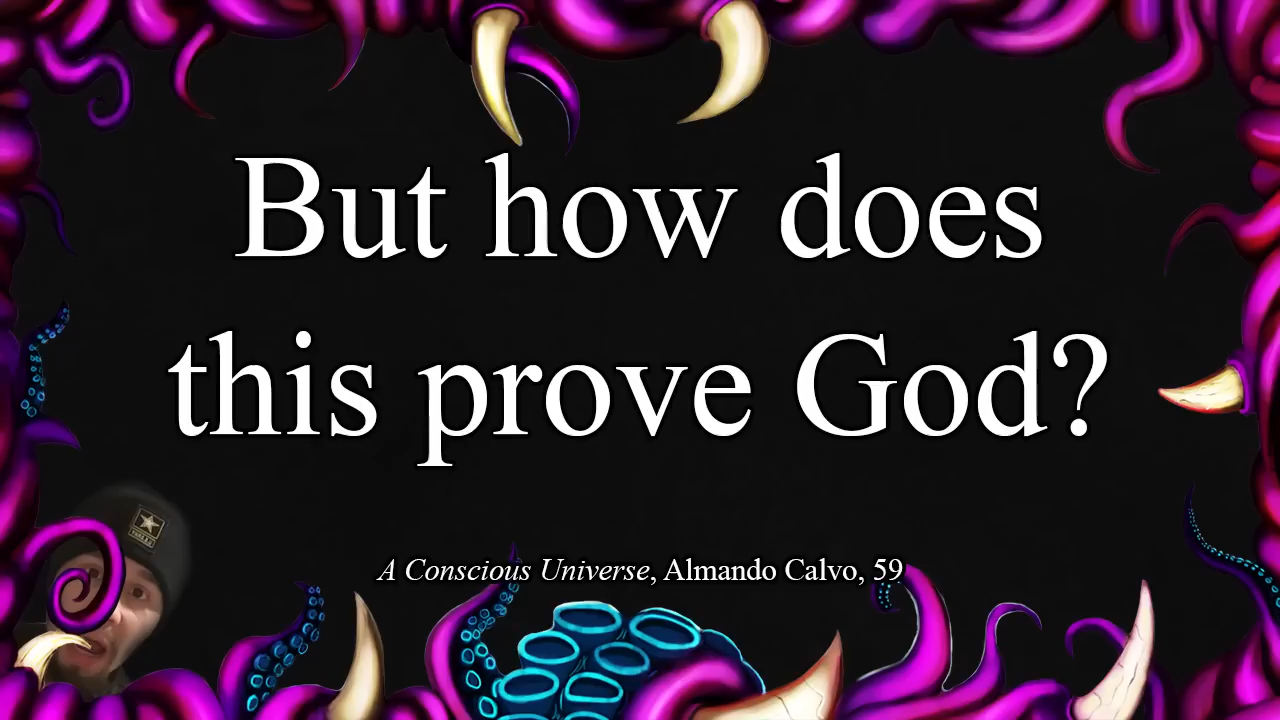 But how does
this prove God?
A Conscious Universe, Almando Calvo, 59